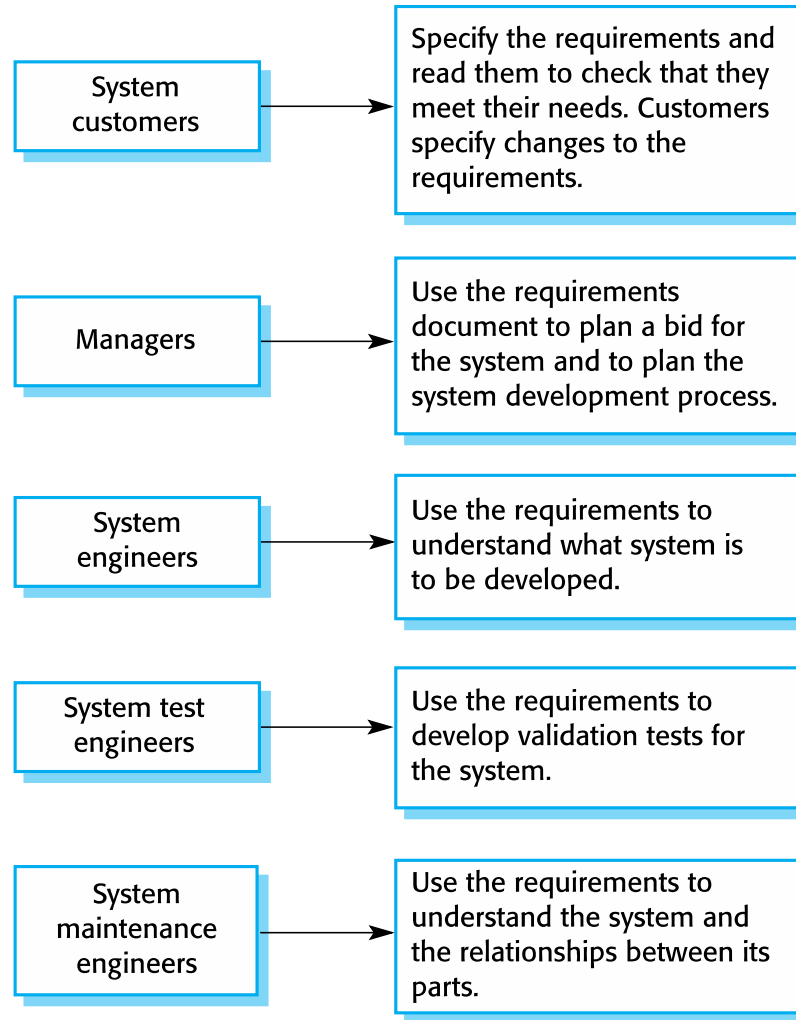 System
customers
Specify the requirements and
read them to check that they
meet their needs. Customers
specify changes to the
requirements.
Managers
Use the requirements
document to plan a bid for
the system and to plan the
system development process.
System
engineers
Use the requirements to
understand what system is
to be developed.
System test
engineers
Use the requirements to
develop validation tests for
the system.
System
maintenance
engineers
Use the requirements to
understand the system and
the relationships between its
parts.